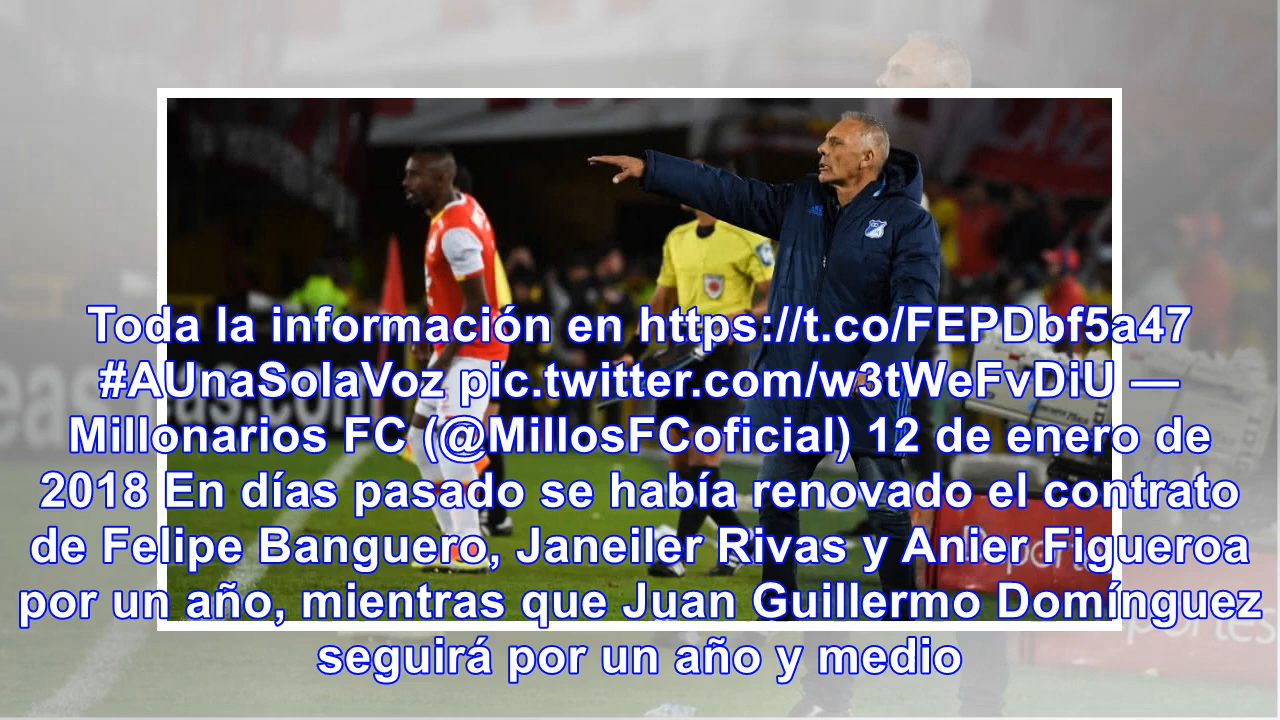 Toda la información en https://t.co/FEPDbf5a47
#AUnaSolaVoz pic.twitter.com/w3tWeFvDiU —
Millonarios FC (@MillosFCoficial) 12 de enero de
2018 En días pasado se había renovado el contrato
de Felipe Banguero, Janeiler Rivas y Anier Figueroa
por un año, mientras que Juan Guillermo Domínguez
seguirá por un año y medio